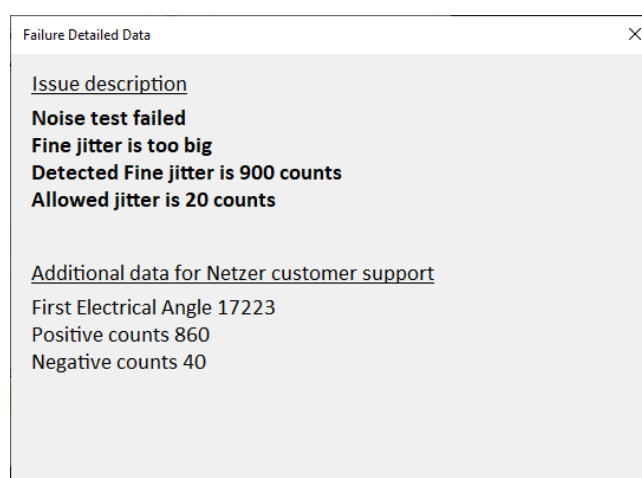 Failure Detailed Data
Issue description
Noise test failed
Fine jitter is too big
Detected Fine jitter is 900 counts
Allowed jitter is 20 counts
Additional data for Netzer customer support
First Electrical Angle 17223
Positive counts 860
Negative counts 40